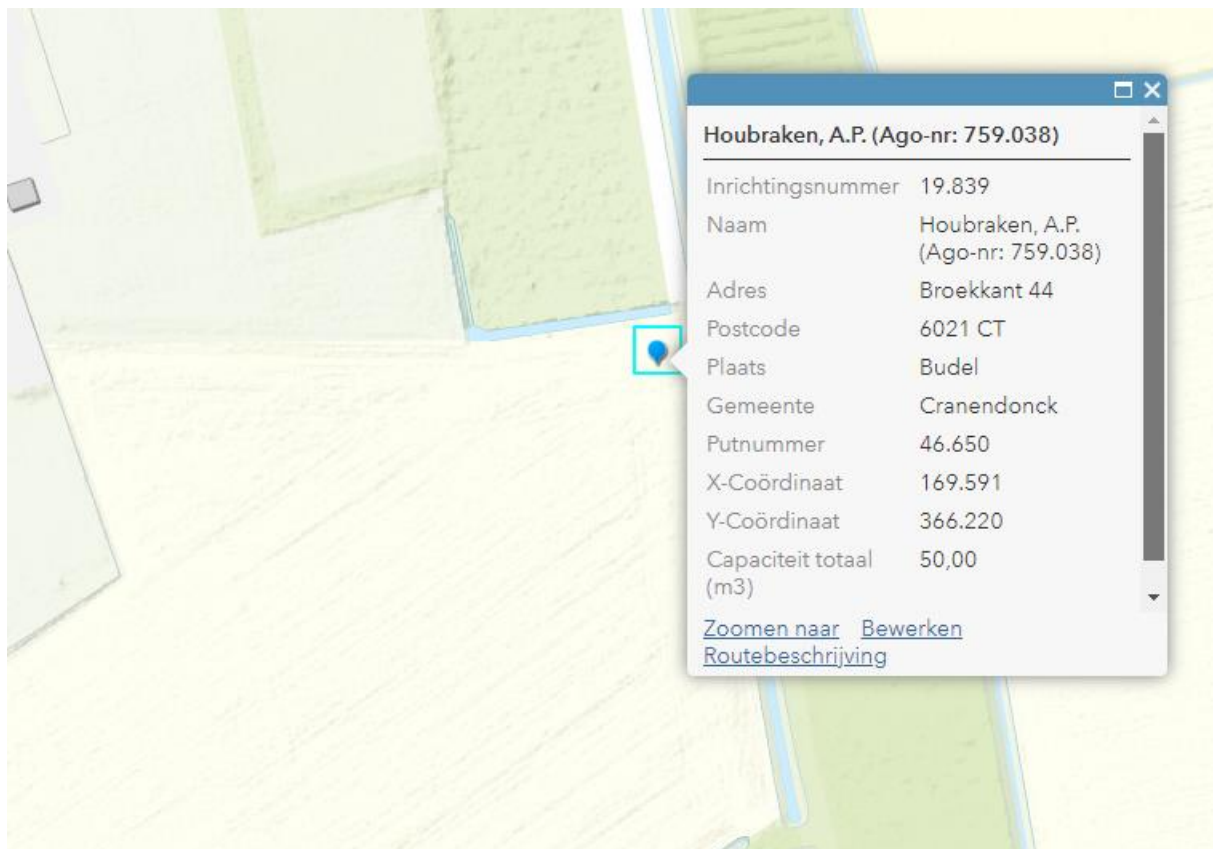 Houbraken, A.P. (Ago-nr: 759.038)
Inrichtingsnummer 19.839
Naam Houbraken, A.P.
(Ago-nr: 759.038)
Adres Broekkant 44
Postcode 6021 CT
Plaats Budel
Gemeente Cranendonck
Putnummer 46.650
X-Coördinaat 169.591
Y-Coördinaat 366.220
Capaciteit totaal 50,00
(m3)
Zoomen naar Bewerken
Routebeschrijving